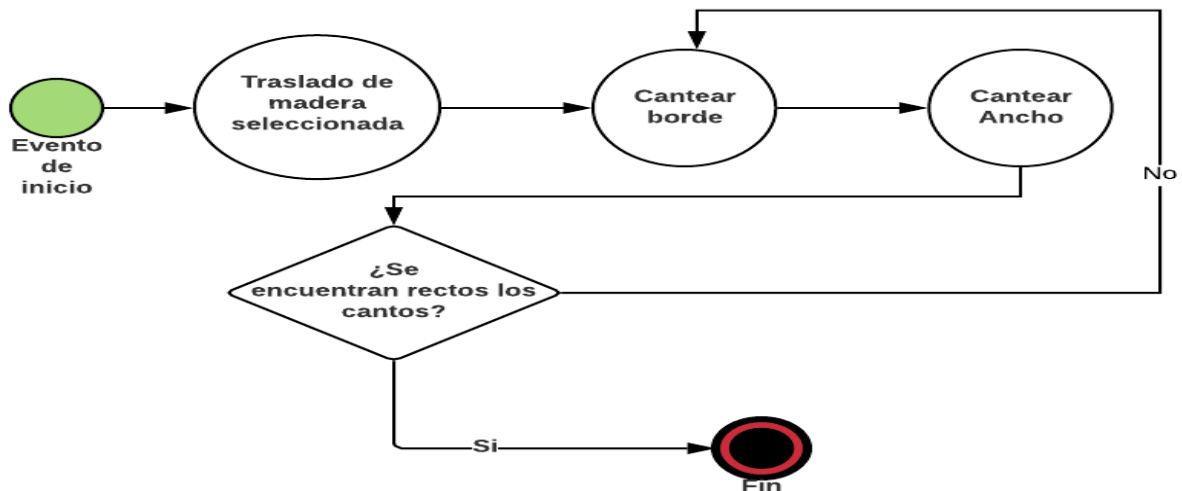 Evento
de
inicio
Traslado de
madera
seleccionada
Cantear
borde
Cantear
Ancho
No
¿Se
encuentran rectos los
cantos?
Si
Fin